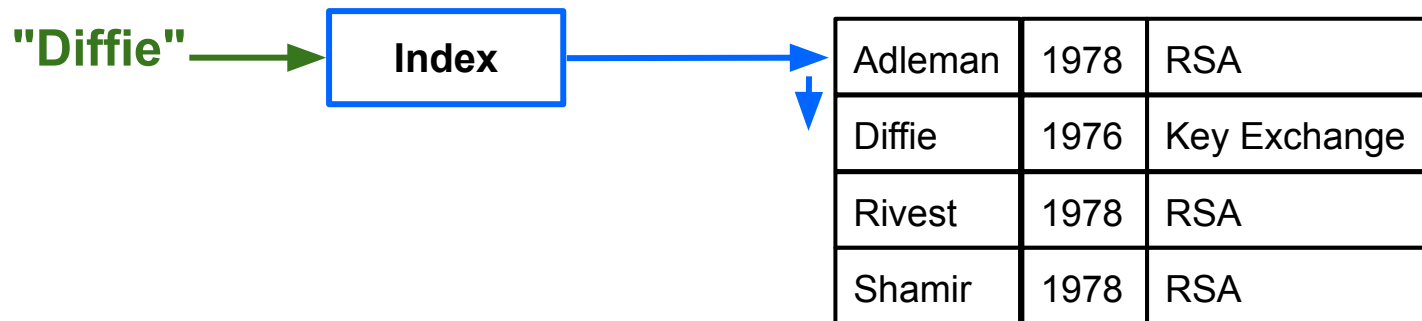 "Diffie"
Index
Adleman 1978 RSA
Diffie 1976 Key Exchange
Rivest 1978 RSA
Shamir 1978 RSA